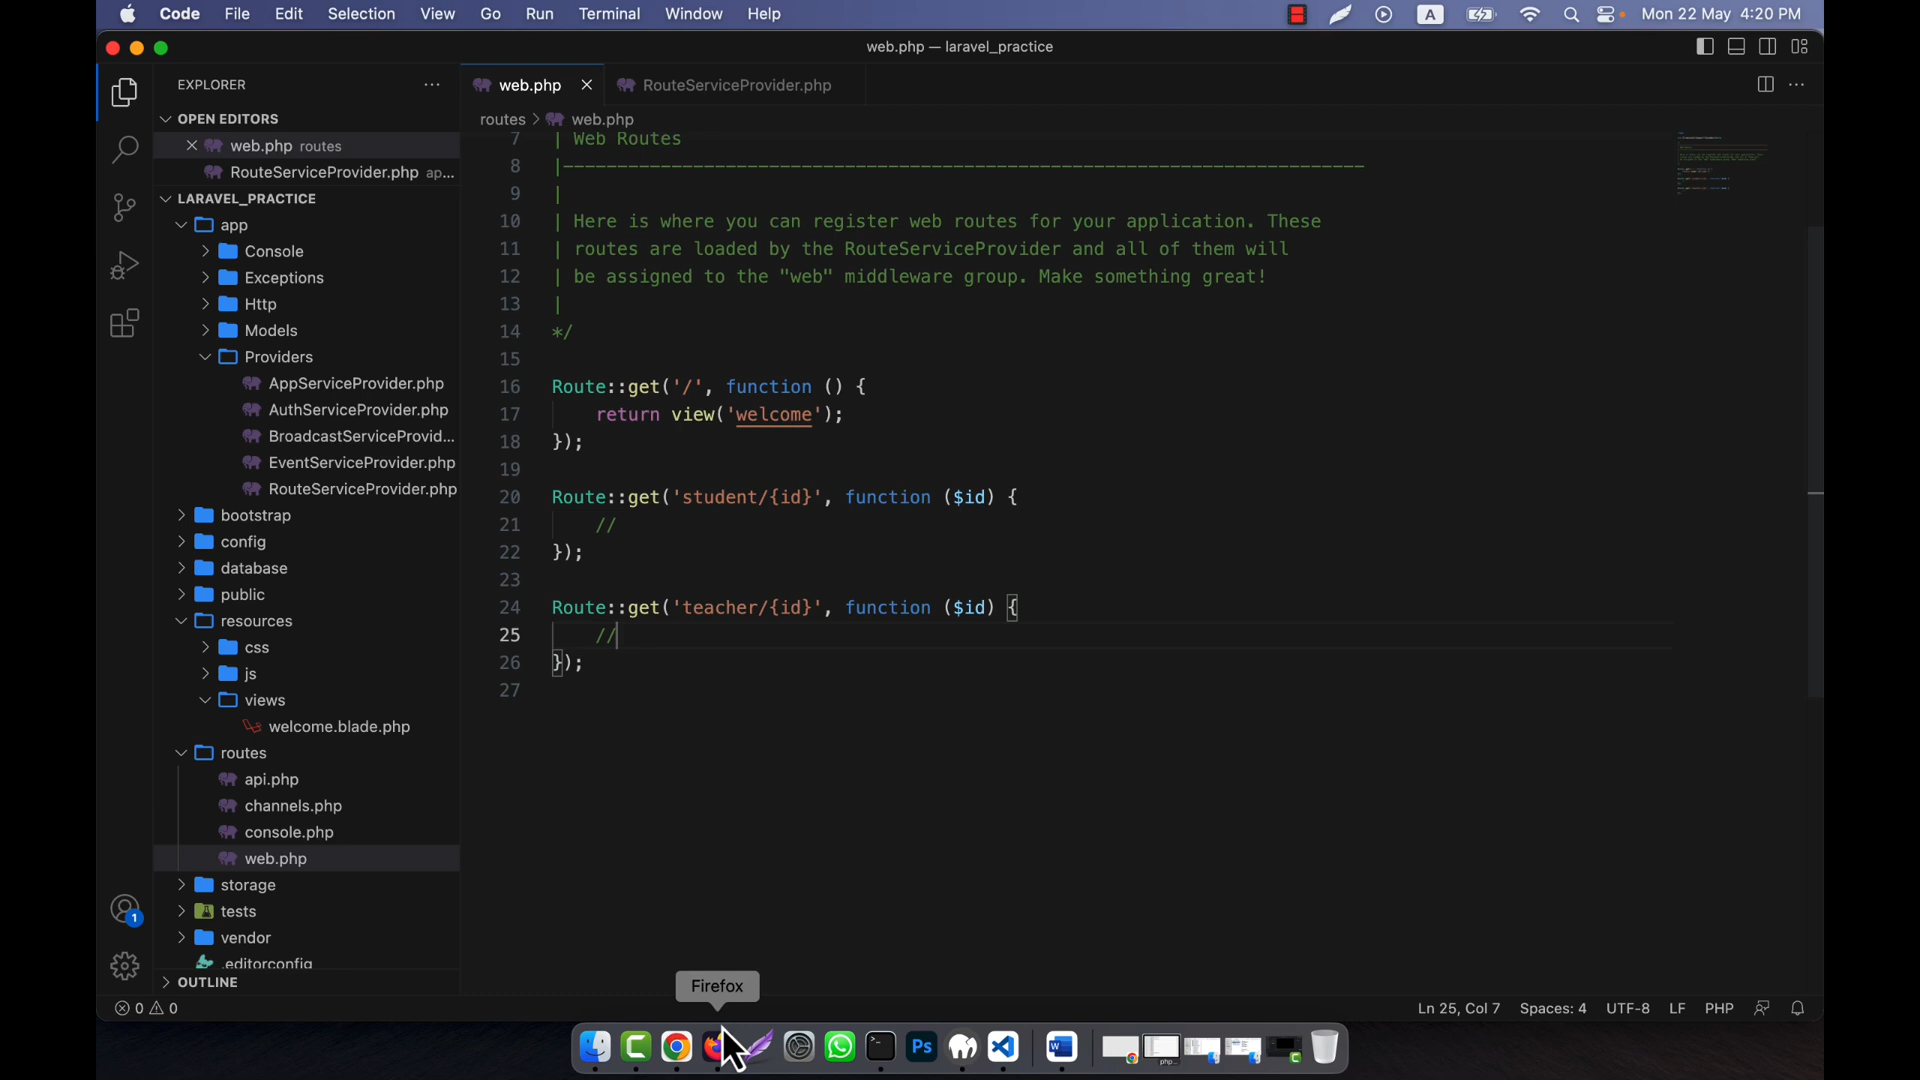 Code File Edit Selection View Go Run Terminal Window Help A Mon 22 May 4:20 PM
web.php — laravel_practice
EXPLORER
web.php
RouteServiceProvider.php
OPEN EDITORS
routes > web.php
web.php routes
RouteServiceProvider.php ap...
LARAVEL_PRACTICE
app
Console
Exceptions
Http
Models
Providers
AppServiceProvider.php
AuthServiceProvider.php
BroadcastServiceProvid...
EventServiceProvider.php
RouteServiceProvider.php
bootstrap
config
database
public
resources
css
js
views
welcome.blade.php
routes
api.php
channels.php
console.php
web.php
storage
tests
vendor
.editorconfig
OUTLINE
7 | Web Routes
8 |--------------------------------------------------------------------------
9 |
10 | Here is where you can register web routes for your application. These
11 | routes are loaded by the RouteServiceProvider and all of them will
12 | be assigned to the "web" middleware group. Make something great!
13 |
14 */
15
16 Route::get('/', function () {
17 return view('welcome');
18 });
19
20 Route::get('student/{id}', function ($id) {
21 //
22 });
23
24 Route::get('teacher/{id}', function ($id) {
25 //
26 });
27
1
Firefox
0 0 Ln 25, Col 7 Spaces: 4 UTF-8 LF PHP
Ps
W